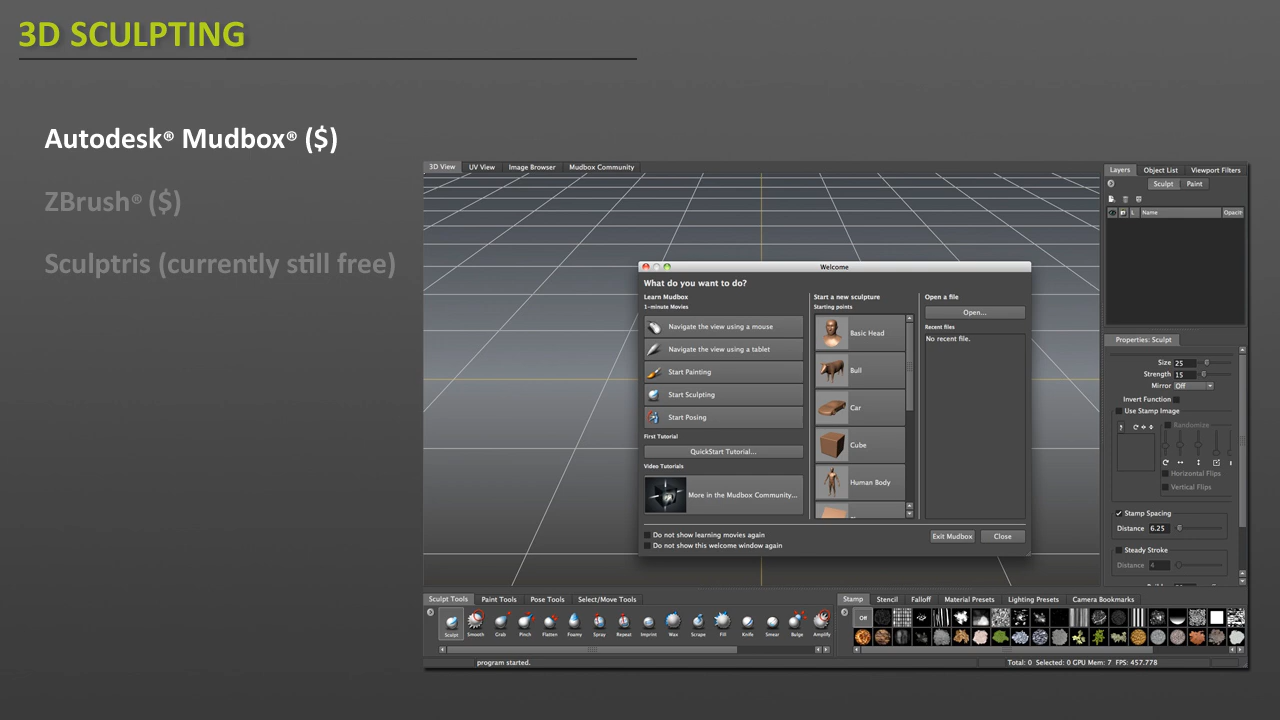 3D SCULPTING
Autodesk® Mudbox® ($)
ZBrush® ($)
Sculptris (currently still free)
3D View UV View Image Browser Mudbox Community
Layers Object List Viewport Filters
Sculpt Paint
L Name Opacit
Welcome
What do you want to do?
Learn Mudbox
1-minute Movies
Navigate the view using a mouse
Navigate the view using a tablet
Start Painting
Start Sculpting
Start Posing
First Tutorial
QuickStart Tutorial...
Video Tutorials
More in the Mudbox Community...
Start a new sculpture
Starting points
Basic Head
Bull
Car
Cube
Human Body
Open a file
Open...
Recent files
No recent file.
Do not show learning movies again
Do not show this welcome window again
Exit Mudbox Close
Properties: Sculpt
Size 25
Strength 15
Mirror Off
Invert Function
Use Stamp Image
Randomize
Horizontal Flips
Vertical Flips
Stamp Spacing
Distance 6.25
Steady Stroke
Distance 4
Sculpt Tools Paint Tools Pose Tools Select/Move Tools
Sculpt Smooth Grab Pinch Flatten Foamy Spray Repeat Imprint Wax Scrape Fill Knife Smear Bulge Amplify
Stamp Stencil Falloff Material Presets Lighting Presets Camera Bookmarks
Off
program started.
Total: 0 Selected: 0 GPU Mem: 7 FPS: 457.778